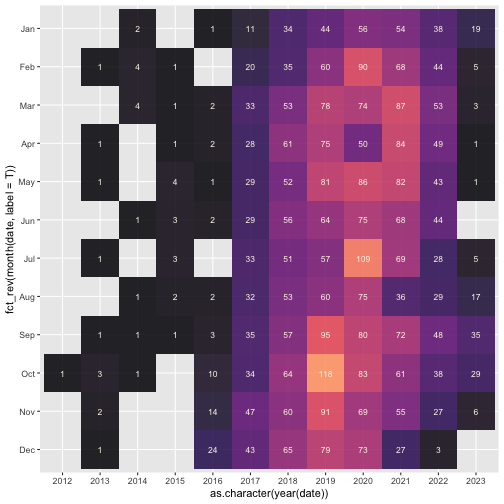 Jan 2 1 11 34 44 56 54 38 19
Feb 1 4 1 20 35 60 90 68 44 5
Mar 4 1 2 33 53 78 74 87 53 3
Apr 1 1 2 28 61 75 50 84 49 1
May 1 4 1 29 52 81 86 82 43 1
Jun 1 3 2 29 56 64 75 68 44
Jul 1 3 33 51 57 109 69 28 5
Aug 1 2 2 32 53 60 75 36 29 17
Sep 1 1 1 3 35 57 95 80 72 48 35
Oct 1 3 1 10 34 64 118 83 61 38 29
Nov 2 14 47 60 91 69 55 27 6
Dec 1 24 43 65 79 73 27 3
2012 2013 2014 2015 2016 2017 2018 2019 2020 2021 2022 2023
as.character(year(date))
fct_rev(month(date, label = T))